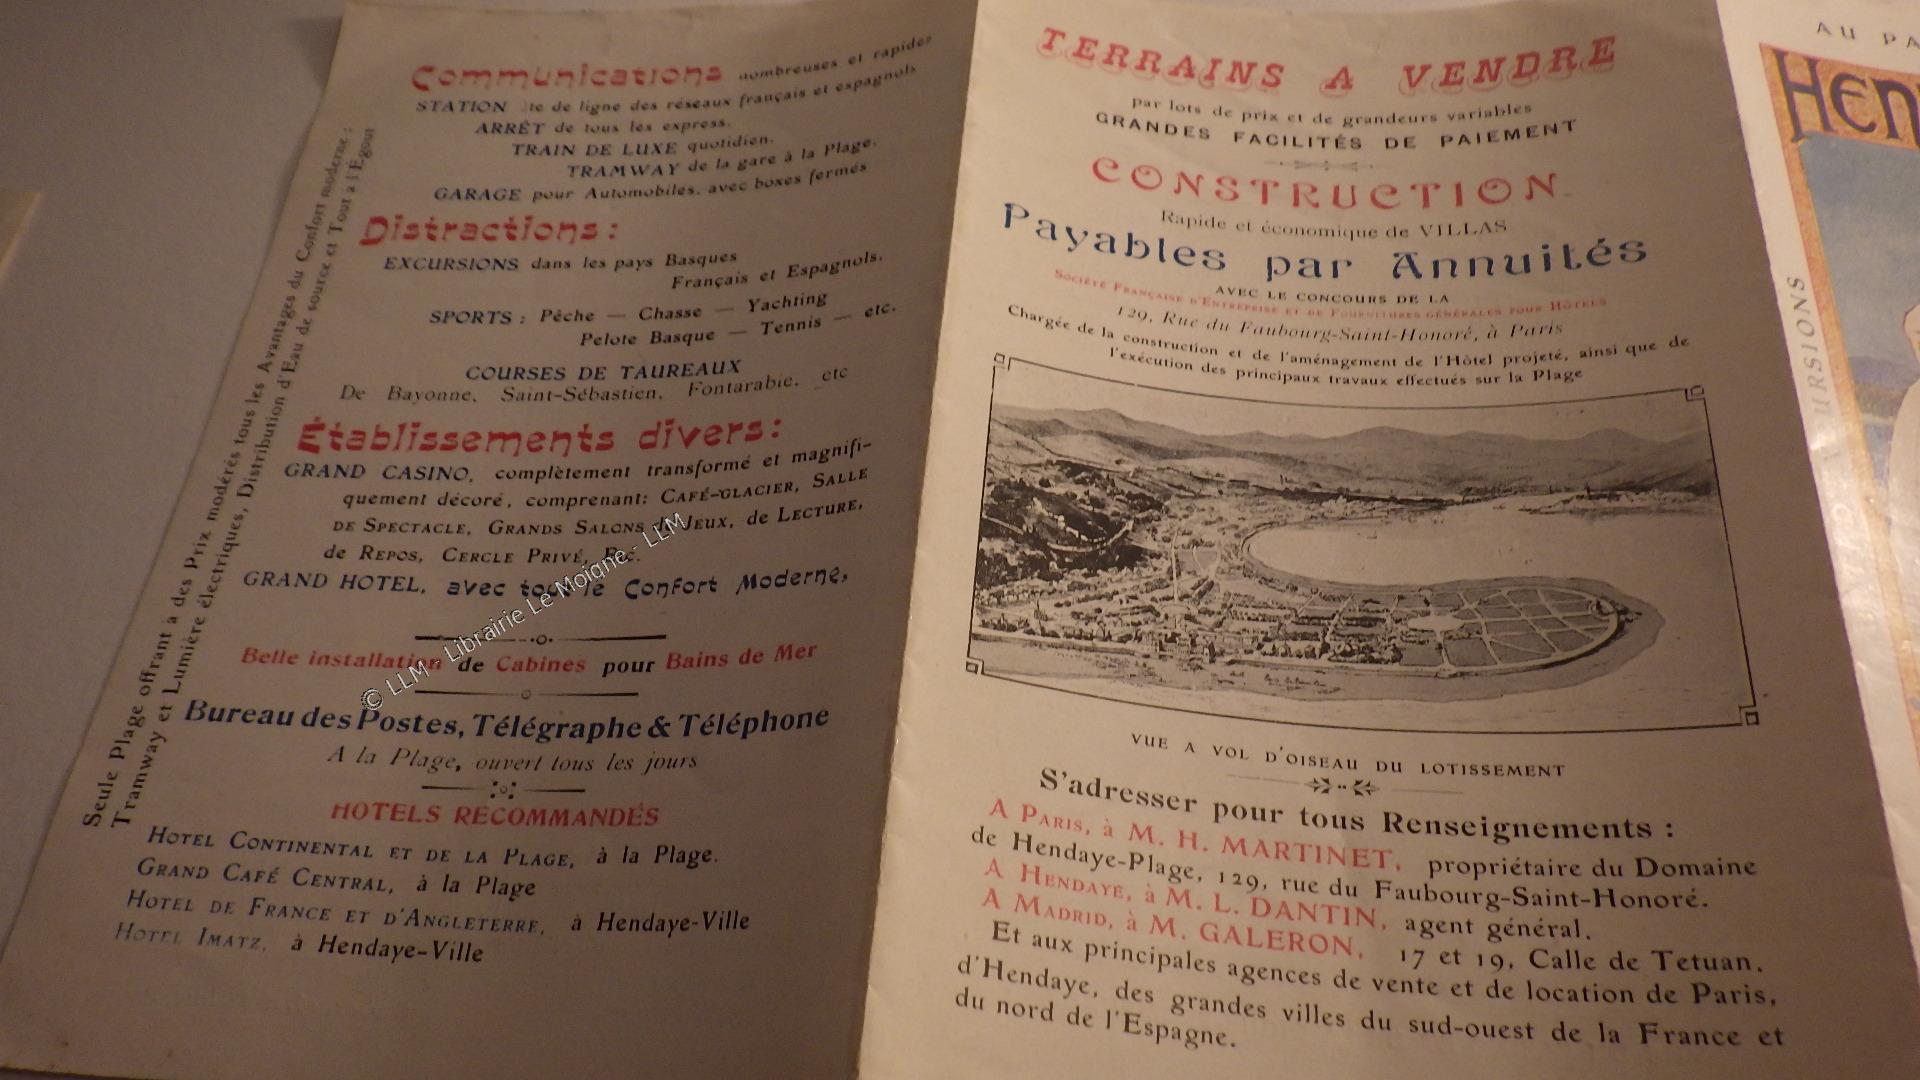 Seule Plage offrant à des Prix modérés tous les Avantages du Confort moderne :
Tramway et Lumière électriques, Distribution d'Eau de source et Tout à l'Égout
Communications nombreuses et rapides
STATION te de ligne des réseaux français et espagnols
ARRÊT de tous les express.
TRAIN DE LUXE quotidien.
TRAMWAY de la gare à la Plage.
GARAGE pour Automobiles, avec boxes fermés
Distractions :
EXCURSIONS dans les pays Basques
Français et Espagnols.
SPORTS : Pêche — Chasse — Yachting
Pelote Basque — Tennis — etc.
COURSES DE TAUREAUX
De Bayonne, Saint-Sébastien, Fontarabie. etc
Établissements divers :
GRAND CASINO, complètement transformé et magnifi-
quement décoré, comprenant: CAFÉ-GLACIER, SALLE
DE SPECTACLE, GRANDS SALONS de JEUX, de LECTURE,
de REPOS, CERCLE PRIVÉ, Etc.
GRAND HOTEL, avec tout le Confort Moderne,
Belle installation de Cabines pour Bains de Mer
Bureau des Postes, Télégraphe & Téléphone
A la Plage, ouvert tous les jours
HOTELS RECOMMANDÉS
HOTEL CONTINENTAL ET DE LA PLAGE, à la Plage.
GRAND CAFÉ CENTRAL, à la Plage
HOTEL DE FRANCE ET D'ANGLETERRE, à Hendaye-Ville
HOTEL IMATZ, à Hendaye-Ville
© LLM - Librairie Le Moigne - LLM
TERRAINS A VENDRE
par lots de prix et de grandeurs variables
GRANDES FACILITÉS DE PAIEMENT
CONSTRUCTION
Rapide et économique de VILLAS
Payables par Annuités
AVEC LE CONCOURS DE LA
SOCIÉTÉ FRANÇAISE D'ENTREPRISE ET DE FOURNITURES GÉNÉRALES POUR HÔTELS
129, Rue du Faubourg-Saint-Honoré, à Paris
Chargée de la construction et de l'aménagement de l'Hôtel projeté, ainsi que de
l'exécution des principaux travaux effectués sur la Plage
VUE A VOL D'OISEAU DU LOTISSEMENT
S'adresser pour tous Renseignements :
A PARIS, à M. H. MARTINET, propriétaire du Domaine
de Hendaye-Plage, 129, rue du Faubourg-Saint-Honoré.
A HENDAYE, à M. L. DANTIN, agent général.
A MADRID, à M. GALERON, 17 et 19, Calle de Tetuan.
Et aux principales agences de vente et de location de Paris,
d'Hendaye, des grandes villes du sud-ouest de la France et
du nord de l'Espagne.
AU PA
HEN
URSIONS